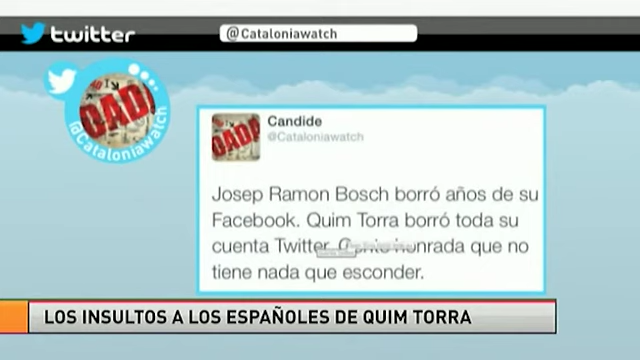 twitter
@Cataloniawatch
@Cataloniawatch
Candide
@Cataloniawatch
Josep Ramon Bosch borró años de su
Facebook. Quim Torra borró toda su
cuenta Twitter. honrada que no
tiene nada que esconder.
LOS INSULTOS A LOS ESPAÑOLES DE QUIM TORRA